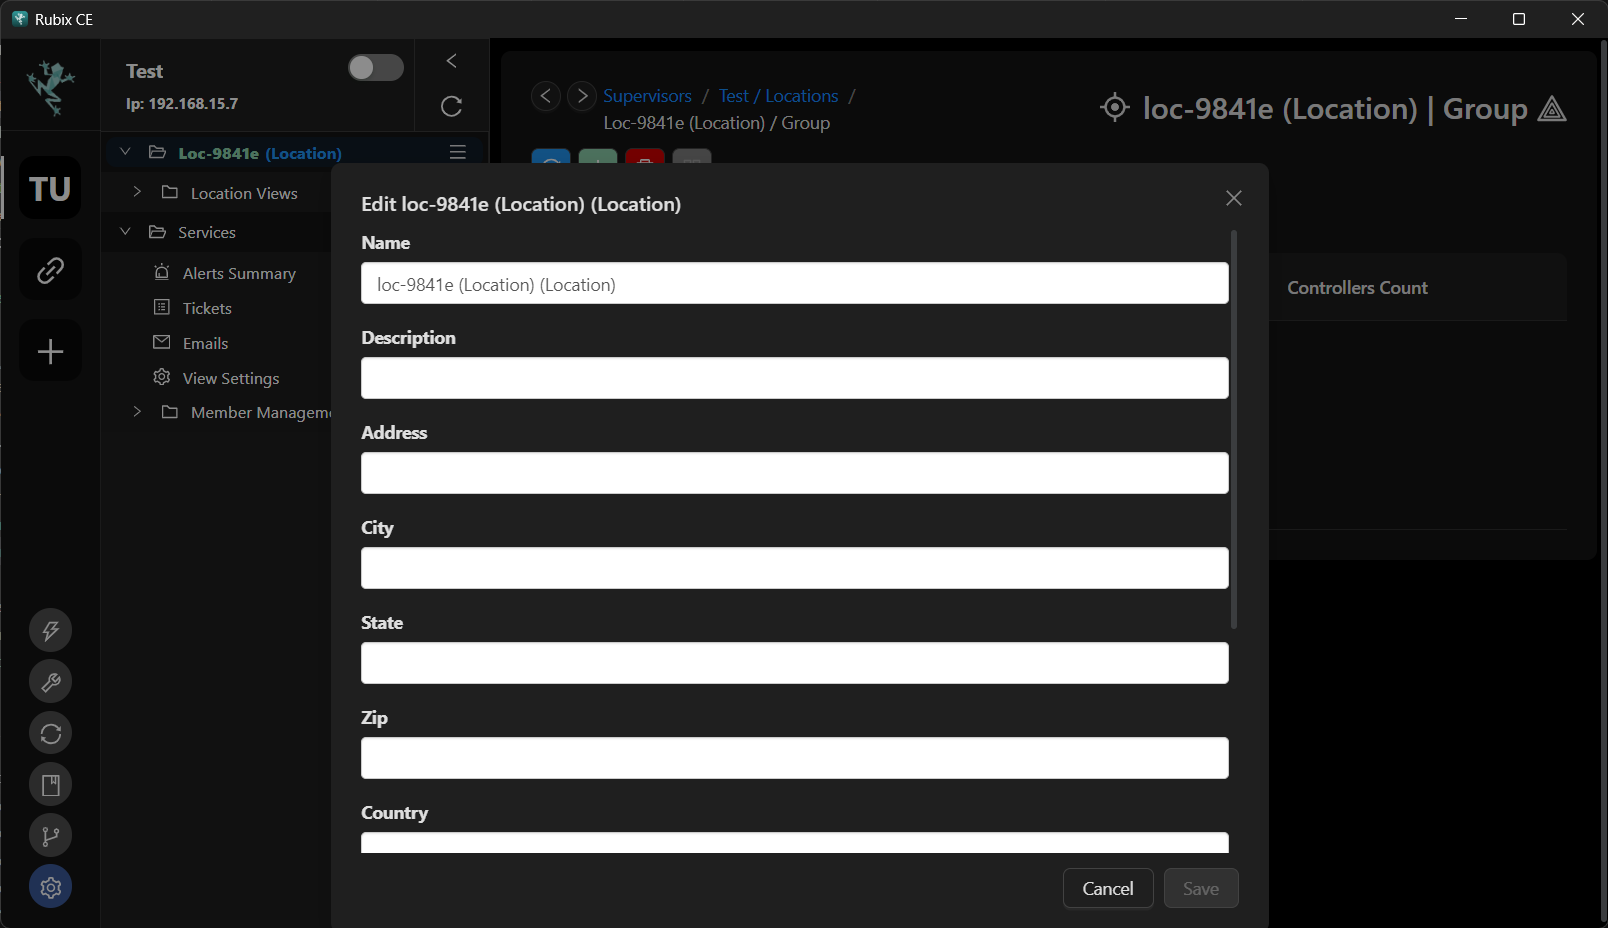 Rubix CE
Test
Ip: 192.168.15.7
TU
Loc-9841e (Location)
Location Views
Services
Alerts Summary
Tickets
Emails
View Settings
Member Manageme
Supervisors / Test / Locations /
Loc-9841e (Location) / Group
loc-9841e (Location) | Group
Controllers Count
Edit loc-9841e (Location) (Location)
Name
loc-9841e (Location) (Location)
Description
Address
City
State
Zip
Country
Cancel
Save